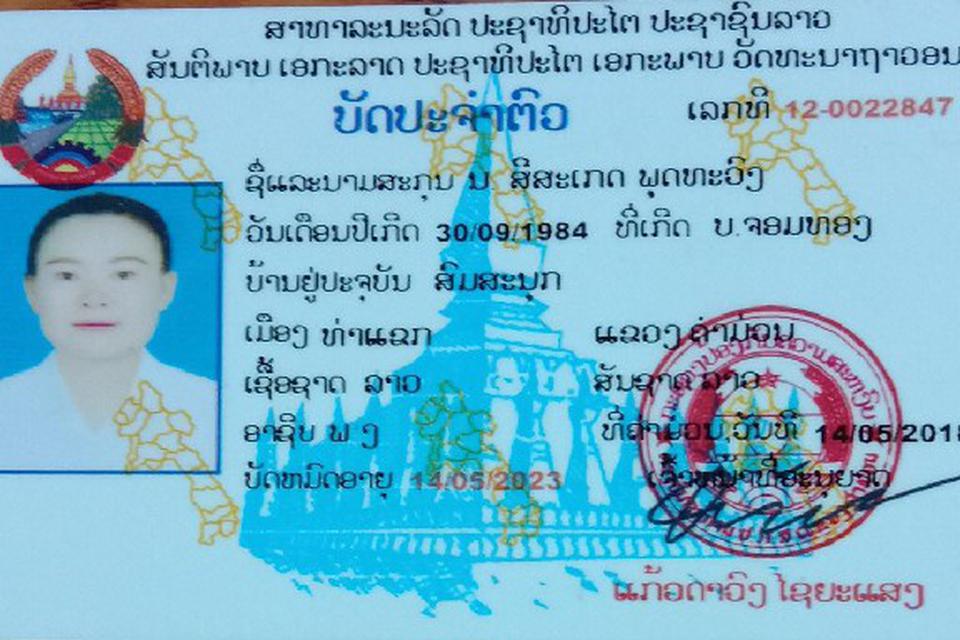 ສາທາລະນະລັດ ປະຊາທິປະໄຕ ປະຊາຊົນລາວ
ສັນຕິພາບ ເອກະລາດ ປະຊາທິປະໄຕ ເອກະພາບ ວັດທະນາຖາວອນ
ບັດປະຈຳຕົວ ເລກທີ 12-0022847
ຊື່ແລະນາມສະກຸນ ນ. ສີສະເກດ ພຸດທະວົງ
ວັນເດືອນປີເກີດ 30/09/1984 ທີ່ເກີດ ບ.ຈອມທອງ
ບ້ານຢູ່ປະຈຸບັນ ສົມສະນຸກ
ເມືອງ ທ່າແຂກ ແຂວງ ຄຳມ້ວນ
ເຊື້ອຊາດ ລາວ ສັນຊາດ ລາວ
ອາຊີບ ພ ງ ທີ່ຄຳມ່ວນ,ວັນທີ 14/05/2018
ບັດຫມົດອາຍຸ 14/05/2023 ເຈົ້າຫນ້າທີ່ອະນຸຍາດ
ແກ້ວດາວົງ ໄຊຍະແສງ